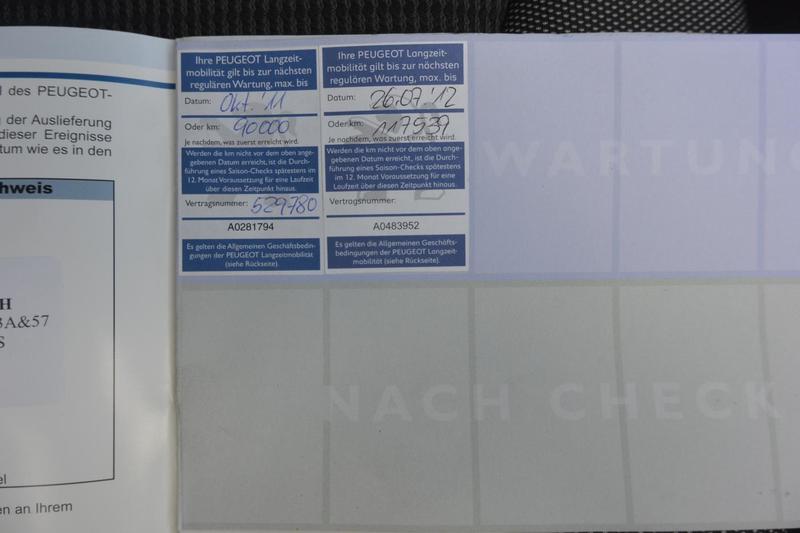 l des PEUGEOT-
der Auslieferung
dieser Ereignisse
tum wie es in den
hweis
H
3A&57
S
el
en an Ihrem
Ihre PEUGEOT Langzeit-
mobilität gilt bis zur nächsten
regulären Wartung, max. bis
Datum: Okt. '11
Oder km: 90000
Je nachdem, was zuerst erreicht wird.
Werden die km nicht vor dem oben ange-
gebenen Datum erreicht, ist die Durch-
führung eines Saison-Checks spätestens
im 12. Monat Voraussetzung für eine Laufzeit
über diesen Zeitpunkt hinaus.
Vertragsnummer: 529780
A0281794
Es gelten die Allgemeinen Geschäftsbedin-
gungen der PEUGEOT Langzeitmobilität
(siehe Rückseite).
Ihre PEUGEOT Langzeit-
mobilität gilt bis zur nächsten
regulären Wartung, max. bis
Datum: 26.07.'12
Oder km: 117537
Je nachdem, was zuerst erreicht wird.
Werden die km nicht vor dem oben an-
gegebenen Datum erreicht, ist die Durch-
führung eines Saison-Checks spätestens
im 12. Monat Voraussetzung für eine
Laufzeit über diesen Zeitpunkt hinaus.
Vertragsnummer:
A0483952
Es gelten die Allgemeinen Geschäfts-
bedingungen der PEUGEOT Langzeit-
mobilität (siehe Rückseite).
WARTUN
NACH CHECK